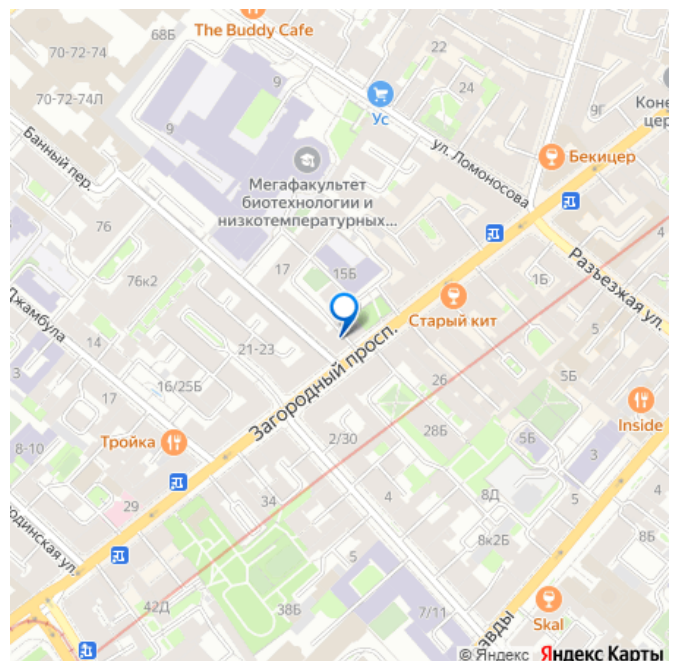 The Buddy Cafe
68Б
70-72-74
22
24
9
70-72-74Л
9
Ус
9Г
Коне
цер
Банный пер.
ул. Ломоносова
Бекицер
Мегафакультет
биотехнологии и
низкотемпературных...
76
4
17
15Б
Разъезжая ул.
76к2
1Б
Старый кит
Джамбула
14
21-23
5
3
Загородный просп.
16/25Б
26
5Б
17
Inside
Тройка
2/30
28Б
5Б
3
8-10
29
34
4
8Д
5
4
8к2Б
8Б
5
42Д
38Б
7/11
Skal
© Яндекс Яндекс Карты